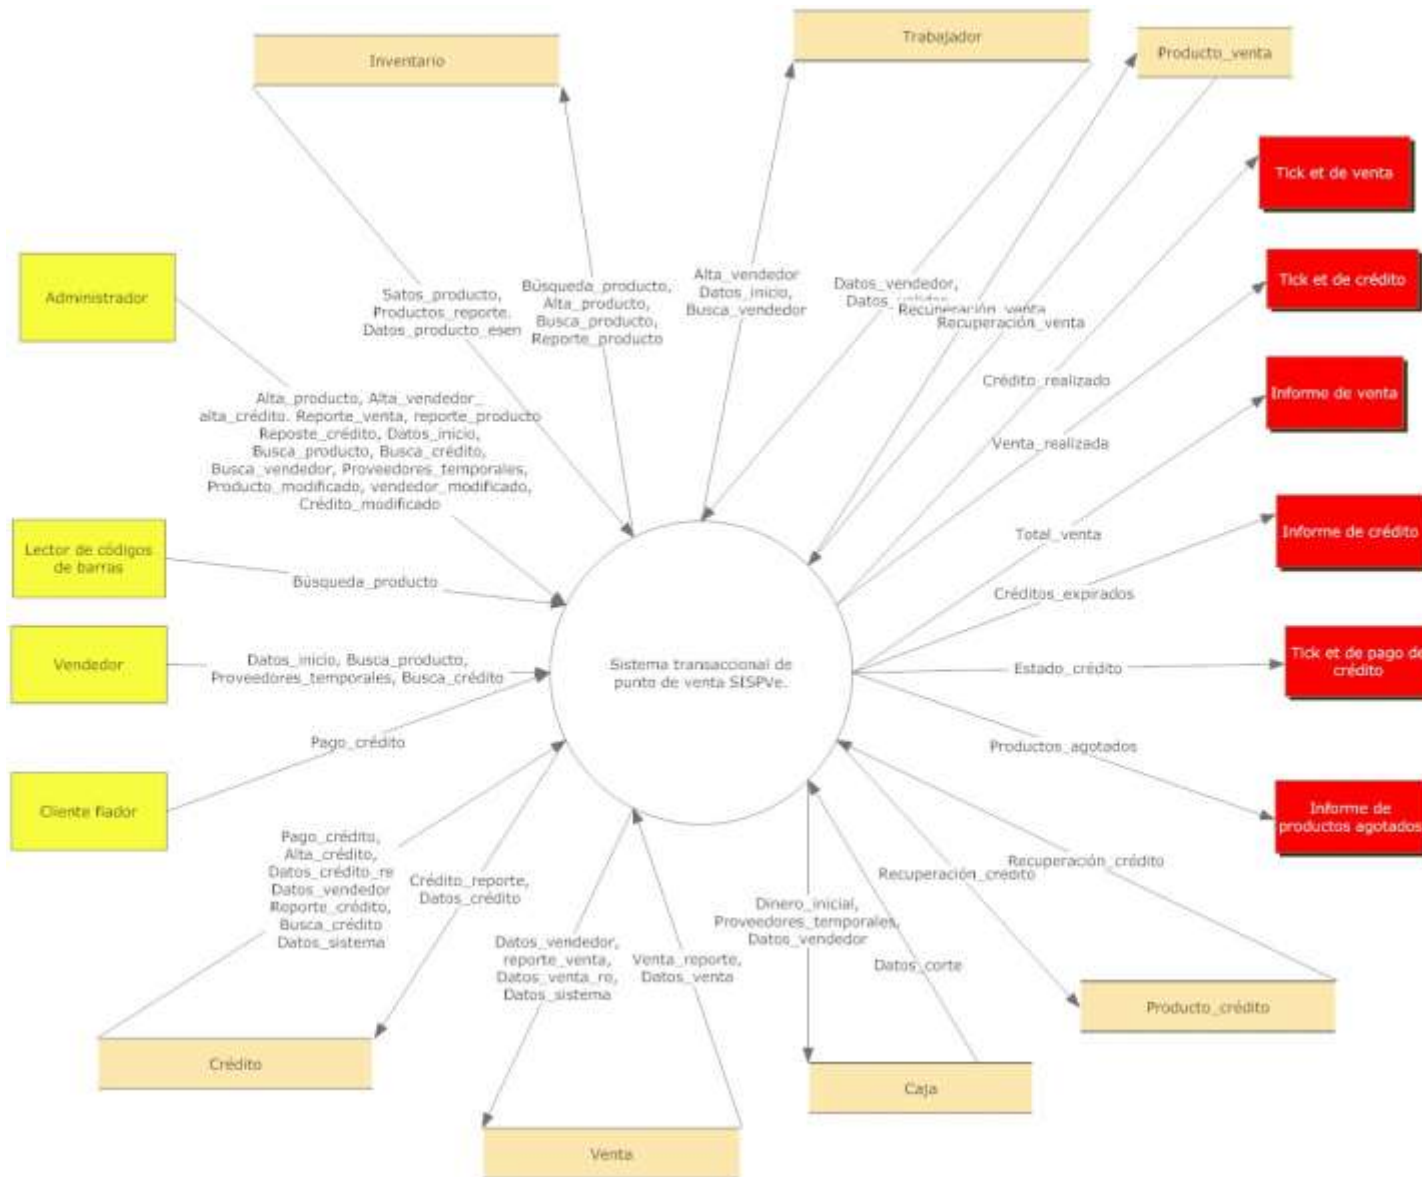 Inventario
Trabajador
Producto_venta
Tick et de venta
Administrador
Tick et de crédito
Satos_producto,
Productos_reporte.
Datos_producto_esen
Búsqueda_producto,
Alta_producto,
Busca_producto,
Reporte_producto
Alta_vendedor
Datos_inicio,
Busca_vendedor
Datos_vendedor,
Recuperación_venta
Recuperación_venta
Crédito_realizado
Informe de venta
Alta_producto, Alta_vendedor_
alta_crédito. Reporte_venta, reporte_producto
Reposte_crédito, Datos_inicio,
Busca_producto, Busca_crédito,
Busca_vendedor, Proveedores_temporales,
Producto_modificado, vendedor_modificado,
Crédito_modificado
Venta_realizada
Total_venta
Informe de crédito
Lector de códigos
de barras
Búsqueda_producto
Créditos_expirados
Vendedor
Datos_inicio, Busca_producto,
Proveedores_temporales, Busca_crédito
Sistema transaccional de
punto de venta SISPVe.
Estado_crédito
Tick et de pago de
crédito
Pago_crédito
Productos_agotados
Cliente fiador
Informe de
productos agotados
Pago_crédito,
Alta_crédito,
Datos_crédito_re
Datos_vendedor
Reporte_crédito,
Busca_crédito
Datos_sistema
Crédito_reporte,
Datos_crédito
Recuperación_crédito
Recuperación_crédito
Dinero_inicial,
Proveedores_temporales,
Datos_vendedor
Datos_corte
Datos_vendedor,
reporte_venta,
Datos_venta_ro,
Datos_sistema
Venta_reporte,
Datos_venta
Producto_crédito
Crédito
Caja
Venta